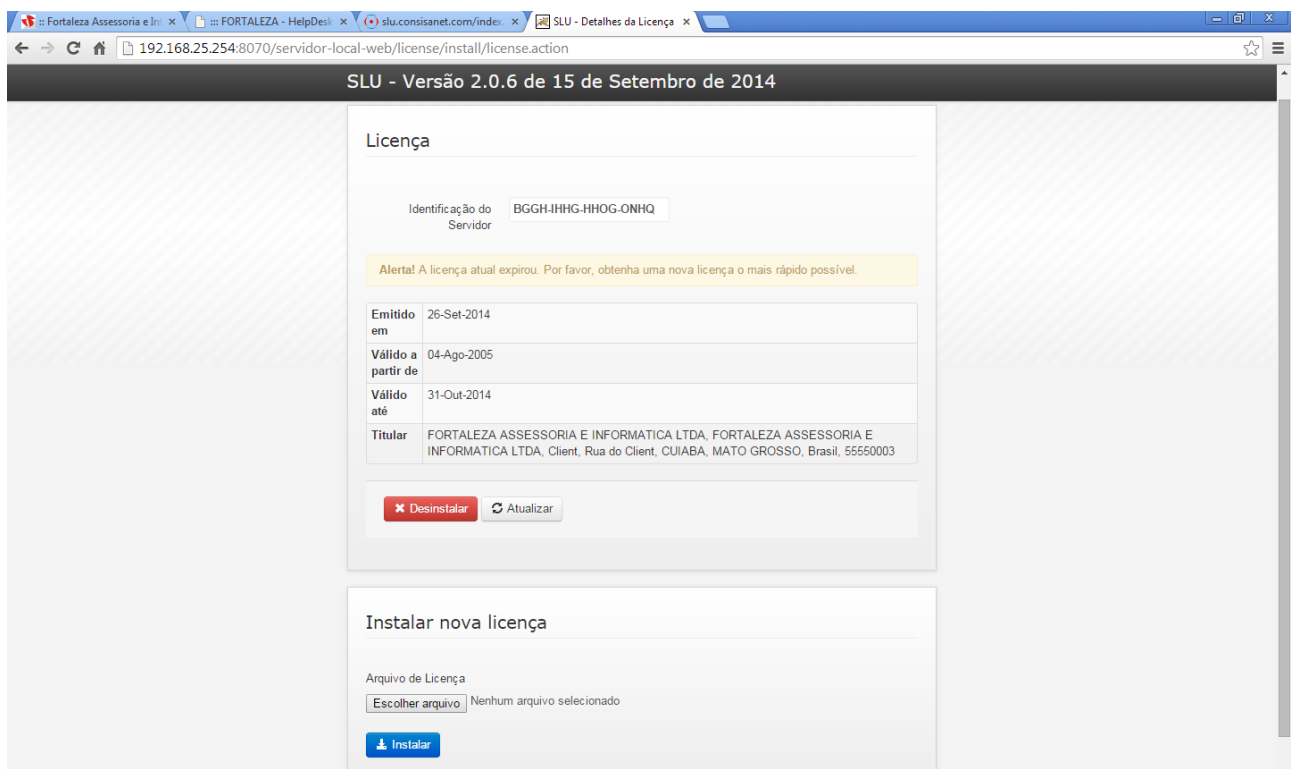 :: Fortaleza Assessoria e In
::: FORTALEZA - HelpDesk
slu.consisanet.com/index.
SLU - Detalhes da Licença
192.168.25.254:8070/servidor-local-web/license/install/license.action
SLU - Versão 2.0.6 de 15 de Setembro de 2014
Licença
Identificação do
Servidor
BGGH-IHHG-HHOG-ONHQ
Alerta! A licença atual expirou. Por favor, obtenha uma nova licença o mais rápido possível.
Emitido
em
26-Set-2014
Válido a
partir de
04-Ago-2005
Válido
até
31-Out-2014
Titular
FORTALEZA ASSESSORIA E INFORMATICA LTDA, FORTALEZA ASSESSORIA E
INFORMATICA LTDA, Client, Rua do Client, CUIABA, MATO GROSSO, Brasil, 55550003
Desinstalar
Atualizar
Instalar nova licença
Arquivo de Licença
Escolher arquivo Nenhum arquivo selecionado
Instalar